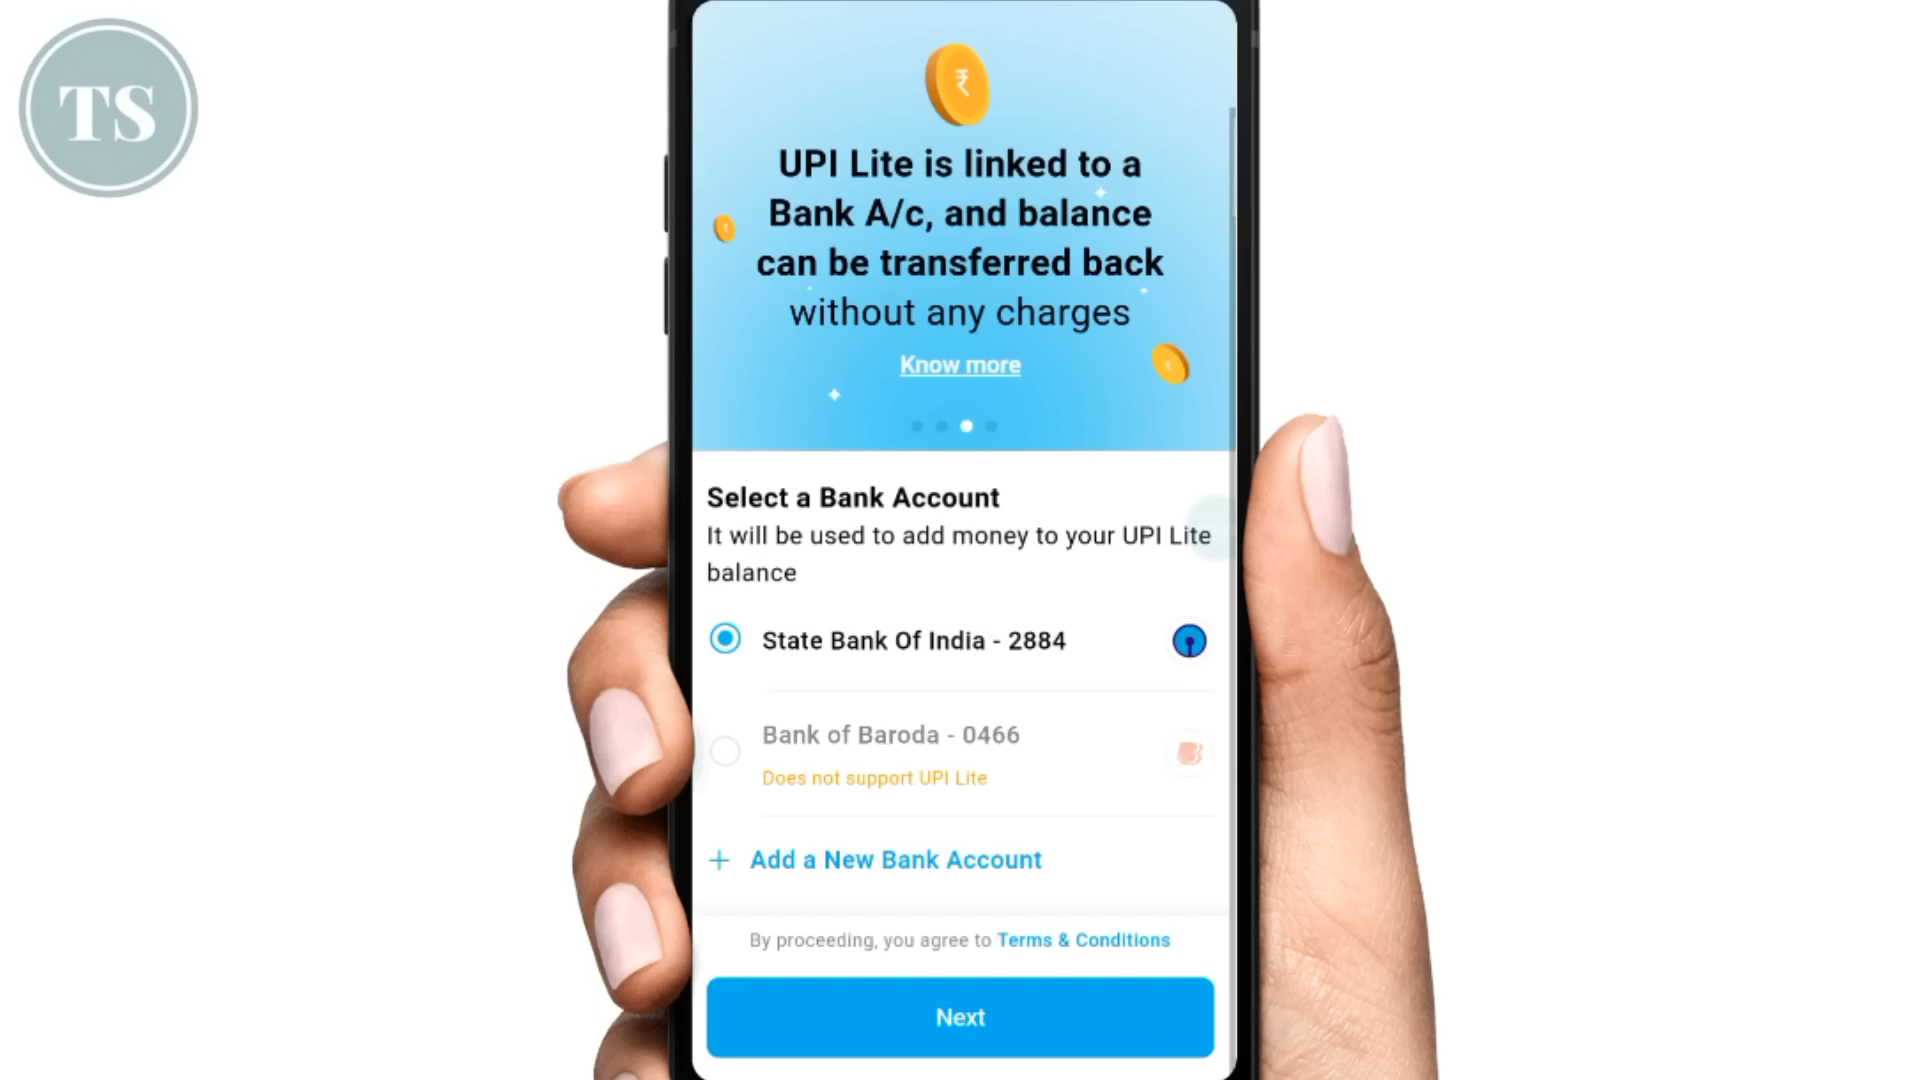 TS
₹
UPI Lite is linked to a
Bank A/c, and balance
can be transferred back
without any charges
Know more
Select a Bank Account
It will be used to add money to your UPI Lite
balance
State Bank Of India - 2884
Bank of Baroda - 0466
Does not support UPI Lite
+ Add a New Bank Account
By proceeding, you agree to Terms & Conditions
Next